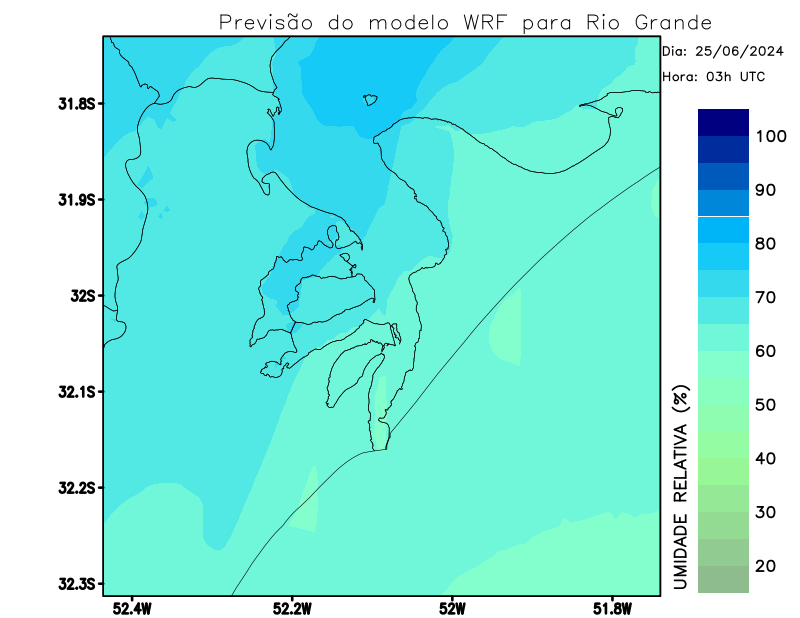 Previsão do modelo WRF para Rio Grande
Dia: 25/06/2024
Hora: 03h UTC
31.8S
31.9S
32S
32.1S
32.2S
32.3S
52.4W
52.2W
52W
51.8W
100
90
80
70
60
50
40
30
20
UMIDADE RELATIVA (%)